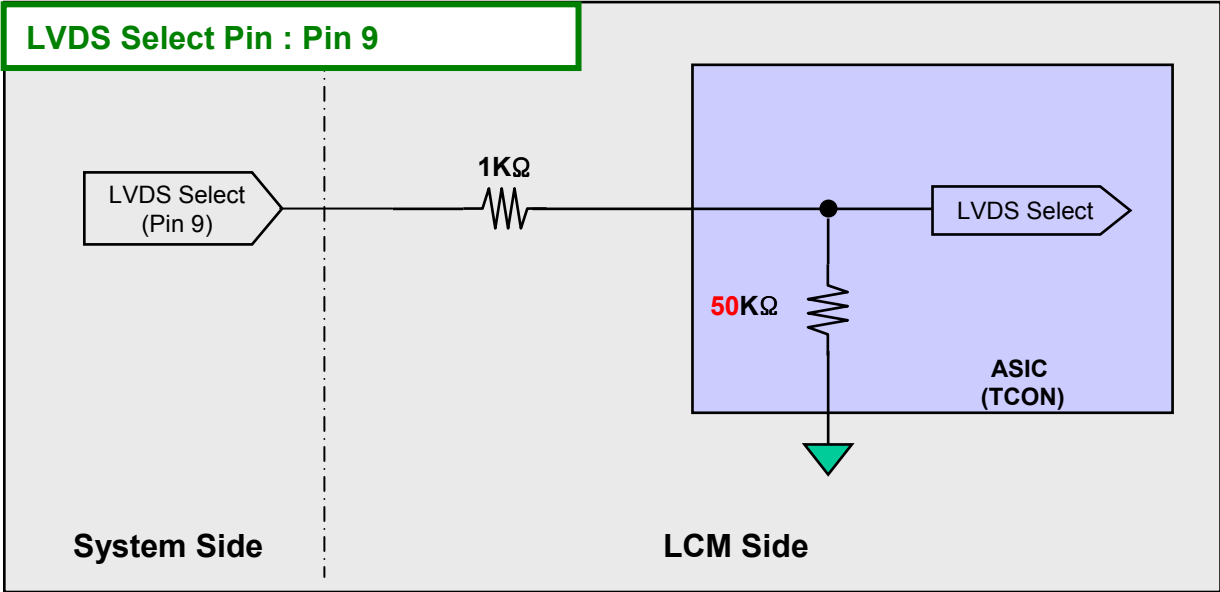 LVDS Select Pin : Pin 9
1KΩ
LVDS Select
(Pin 9)
LVDS Select
50KΩ
ASIC
(TCON)
System Side
LCM Side